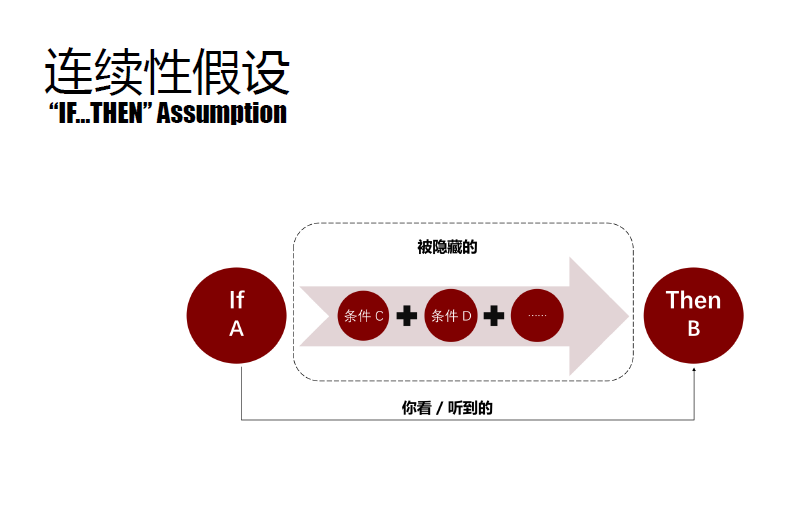 连续性假设
“IF...THEN” Assumption
被隐藏的
If
A
条件 C
条件 D
......
Then
B
你看 / 听到的